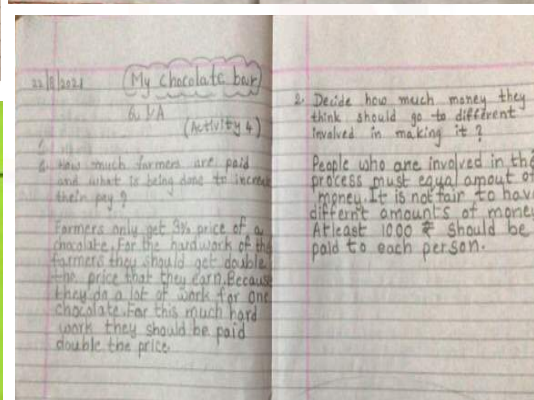 22/8/2021
My chocolate bar
(Activity 4)
how much farmers are paid
and what is being done to increase
their pay ?
Farmers only get 3% price of a
chocolate. For the hardwork of the
farmers they should get double
the price that they earn. Because
they do a lot of work for one
chocolate. For this much hard
work they should be paid
double the price.
2. Decide how much money they
think should go to different
involved in making it ?
People who are involved in the
process must equal amout of
money. It is not fair to have
differnt amounts of money
Atleast 1000 ₹ should be
paid to each person.